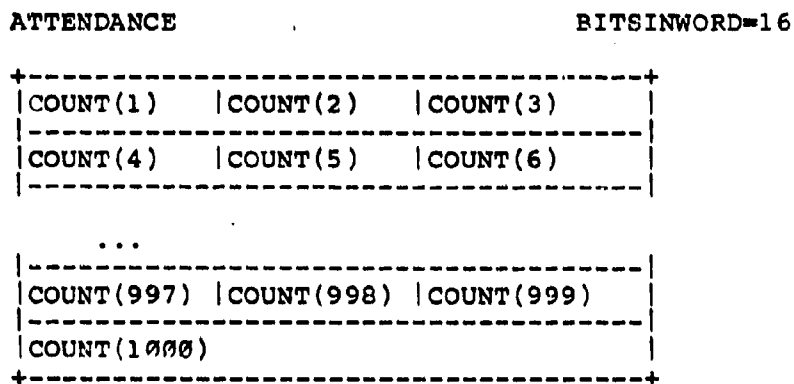 ATTENDANCE BITSINWORD=16
COUNT(1) COUNT(2) COUNT(3)
COUNT(4) COUNT(5) COUNT(6)
...
COUNT(997) COUNT(998) COUNT(999)
COUNT(1000)